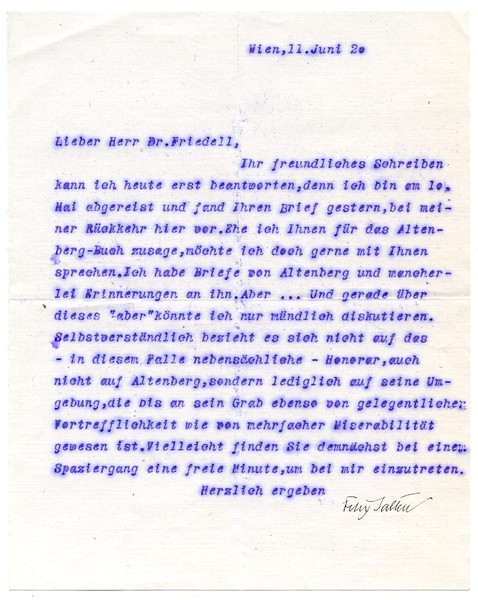 Wien,11.Juni 2o
Lieber Herr Dr.Friedell,
Ihr freundliches Schreiben
kann ich heute erst beantworten,denn ich bin am 1o.
Mai abgereist und fand Ihren Brief gestern,bei mei-
ner Rückkehr hier vor.Ehe ich Ihnen für das Alten-
berg-Buch zusage,möchte ich doch gerne mit Ihnen
sprechen.Ich habe Briefe von Altenberg und mancher-
lei Erinnerungen an ihn.Aber ... Und gerade über
dieses "aber"könnte ich nur mündlich diskutieren.
Selbstverständlich bezieht es sich nicht auf das
- in diesem Falle nebensächliche - Honorar,auch
nicht auf Altenberg,sondern lediglich auf seine Um-
gebung,die bis an sein Grab ebenso von gelegentlicher
Vortrefflichkeit wie von mehrfacher Miserabilität
gewesen ist.Vielleicht finden Sie demnächst bei einem
Spaziergang eine freie Minute,um bei mir einzutreten.
Herzlich ergeben
Felix Salten